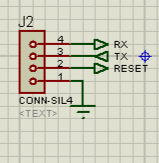 J2
4 RX
3 TX
2 RESET
1
CONN-SIL4
<TEXT>